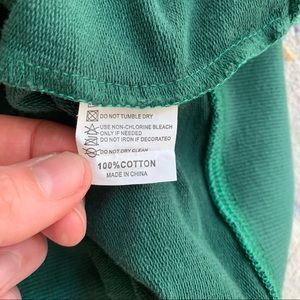 DO NOT TUMBLE DRY
USE NON-CHLORINE BLEACH
ONLY IF NEEDED
DO NOT IRON IF DECORATED
DO NOT DRY CLEAN
100%COTTON
MADE IN CHINA